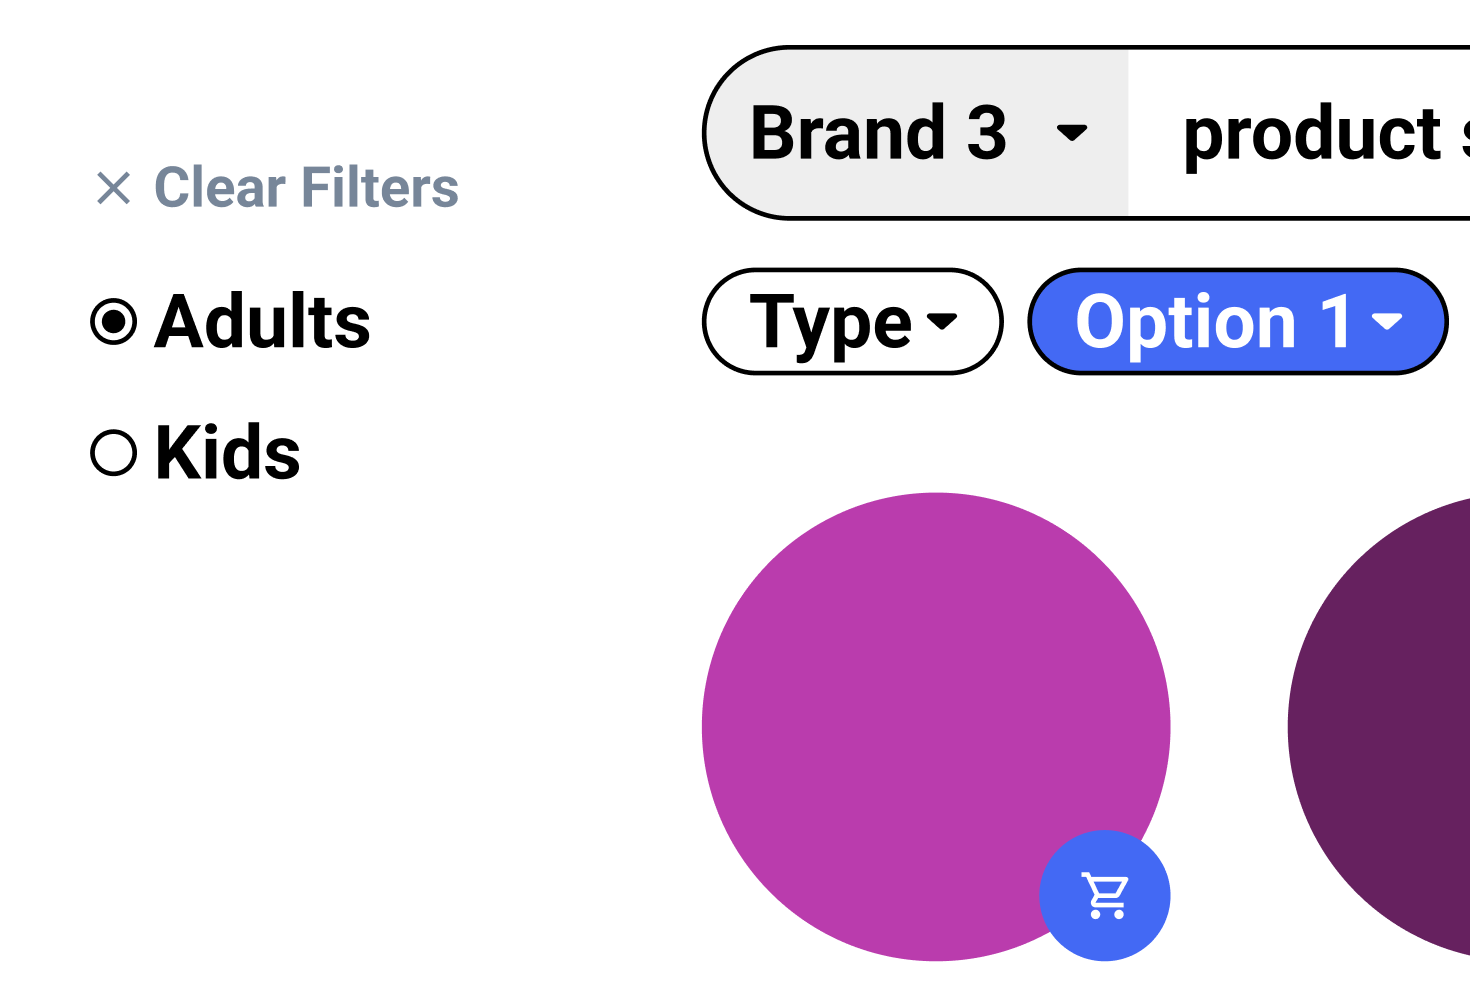 Brand 3
product
Clear Filters
Adults
Type
Option 1
Kids